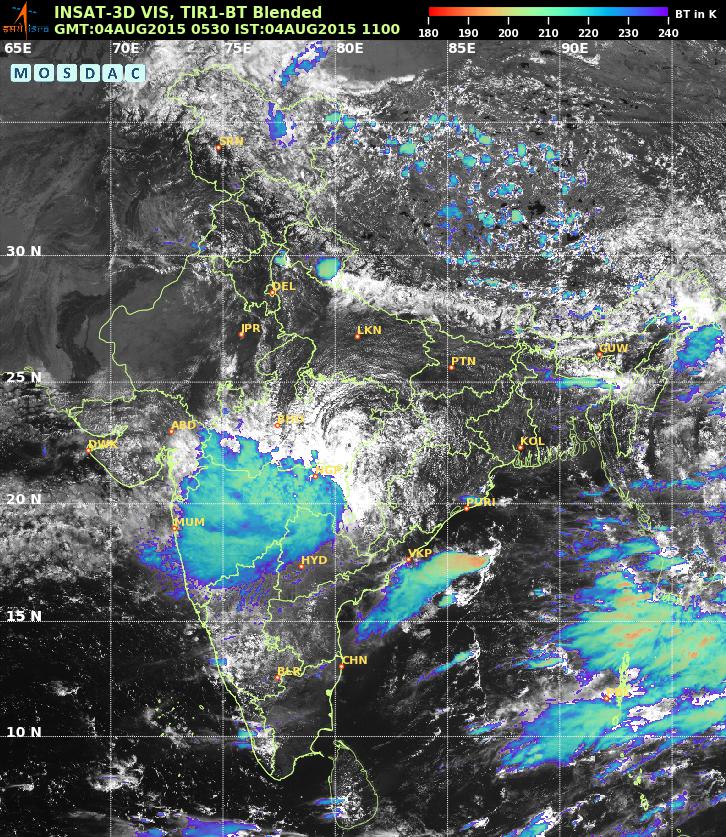 INSAT-3D VIS, TIR1-BT Blended
GMT:04AUG2015 0530 IST:04AUG2015 1100
BT in K
180 190 200 210 220 230 240
65E 70E 75E 80E 85E 90E
MOSDAC
SRN
30 N
DEL
JPR
LKN
GUW
PTN
25 N
ABD
DWK
KOL
NGP
20 N
PURI
MUM
VKP
HYD
15 N
CHN
BLR
10 N